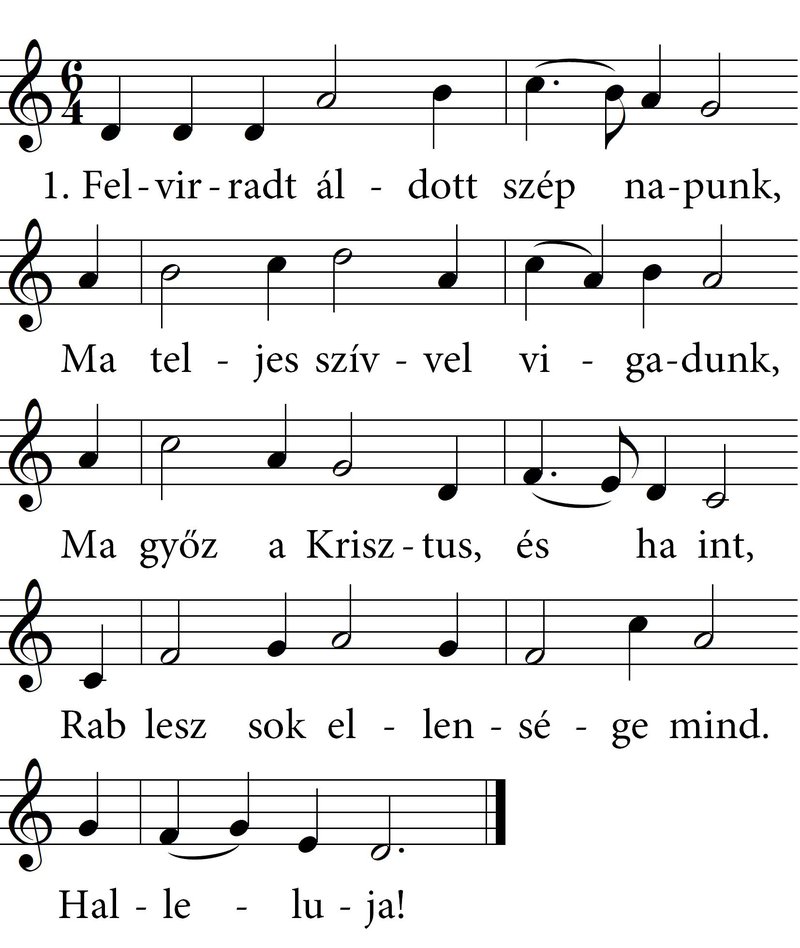 6
4
1. Fel-vir-radt ál - dott szép na-punk,
Ma tel - jes szív - vel vi - ga-dunk,
Ma győz a Krisz-tus, és ha int,
Rab lesz sok el - len - sé - ge mind.
Hal - le - lu - ja!